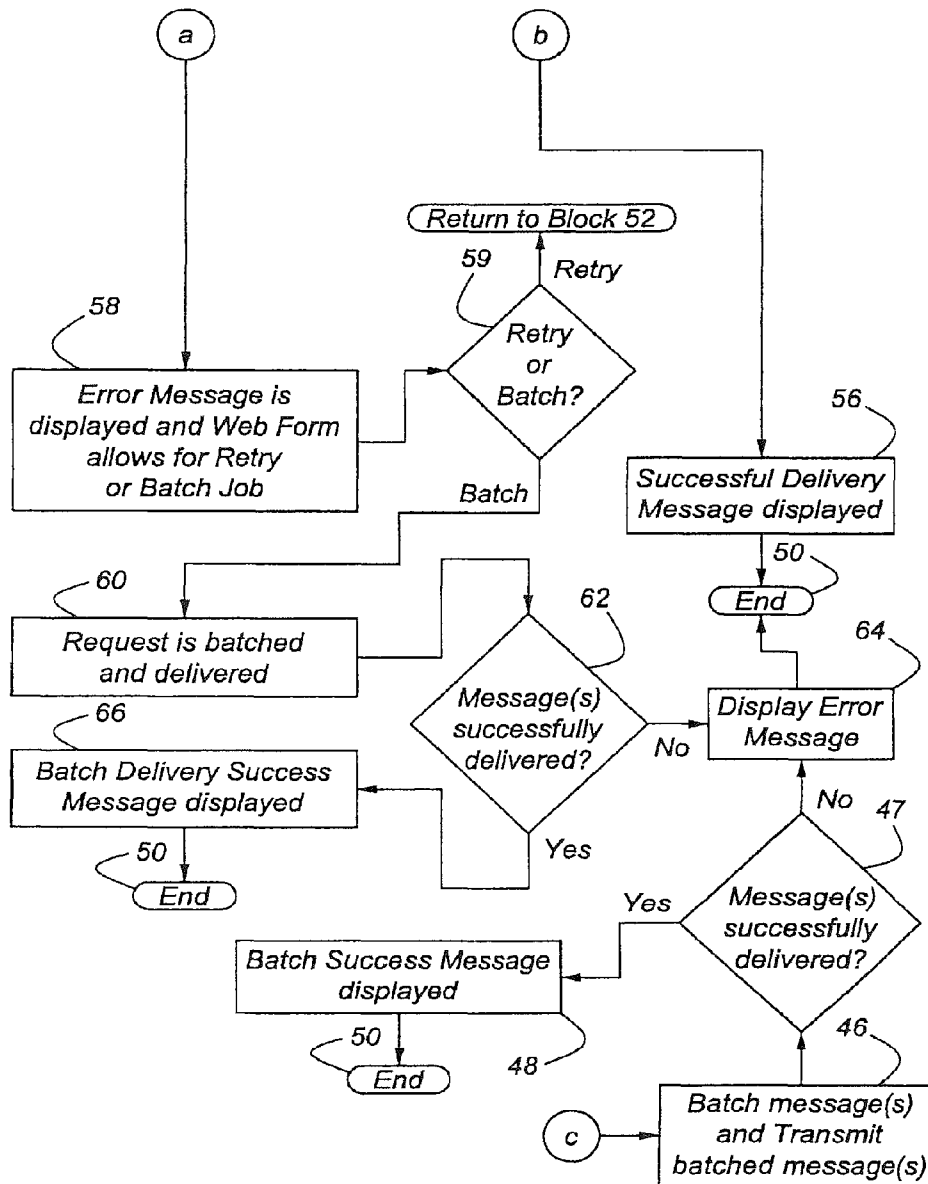 a
b
Return to Block 52
59
Retry
58
Retry
or
Batch?
Error Message is
displayed and Web Form
allows for Retry
or Batch Job
56
Successful Delivery
Message displayed
Batch
50
End
60
Request is batched
and delivered
62
Message(s)
successfully
delivered?
64
Display Error
Message
No
66
Batch Delivery Success
Message displayed
Yes
50
End
No
47
Message(s)
successfully
delivered?
Yes
Batch Success Message
displayed
48
50
End
46
Batch message(s)
and Transmit
batched message(s)
c